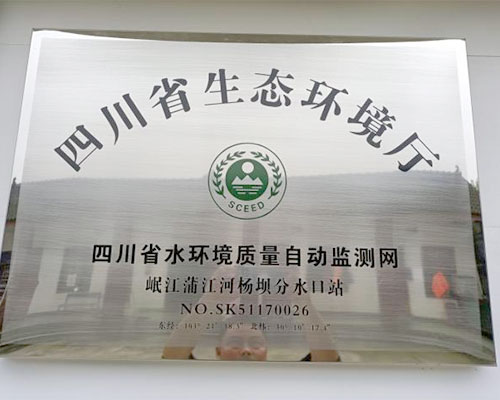 四川省生态环境厅
SCEED
四川省水环境质量自动监测网
岷江蒲江河杨坝分水口站
NO.SK51170026